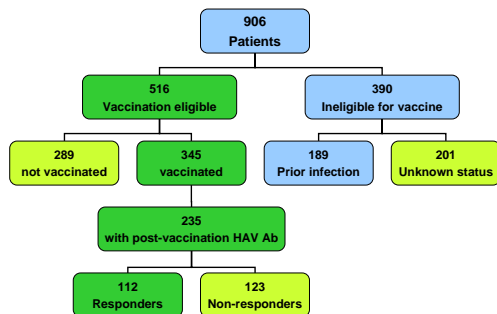 906
Patients
516
Vaccination eligible
390
Ineligible for vaccine
289
not vaccinated
345
vaccinated
189
Prior infection
201
Unknown status
235
with post-vaccination HAV Ab
112
Responders
123
Non-responders